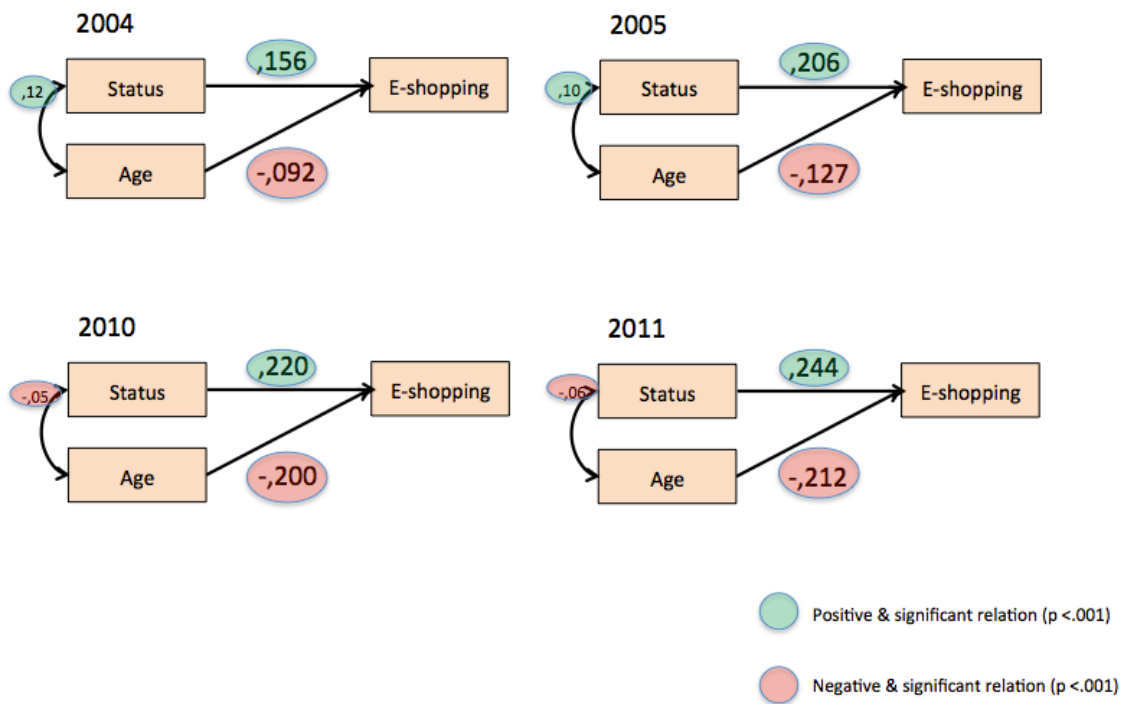 2004
,156
,12
Status
E-shopping
Age
-,092
2005
,206
,10
Status
E-shopping
Age
-,127
2010
,220
-,05
Status
E-shopping
Age
-,200
2011
,244
-,06
Status
E-shopping
Age
-,212
Positive & significant relation (p <.001)
Negative & significant relation (p <.001)